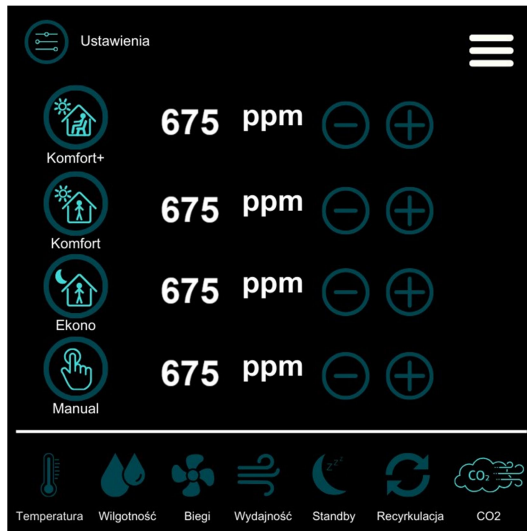 Ustawienia
675 ppm
Komfort+
675 ppm
Komfort
675 ppm
Ekono
675 ppm
Manual
zzz
CO₂
Temperatura Wilgotność Biegi Wydajność Standby Recyrkulacja CO2